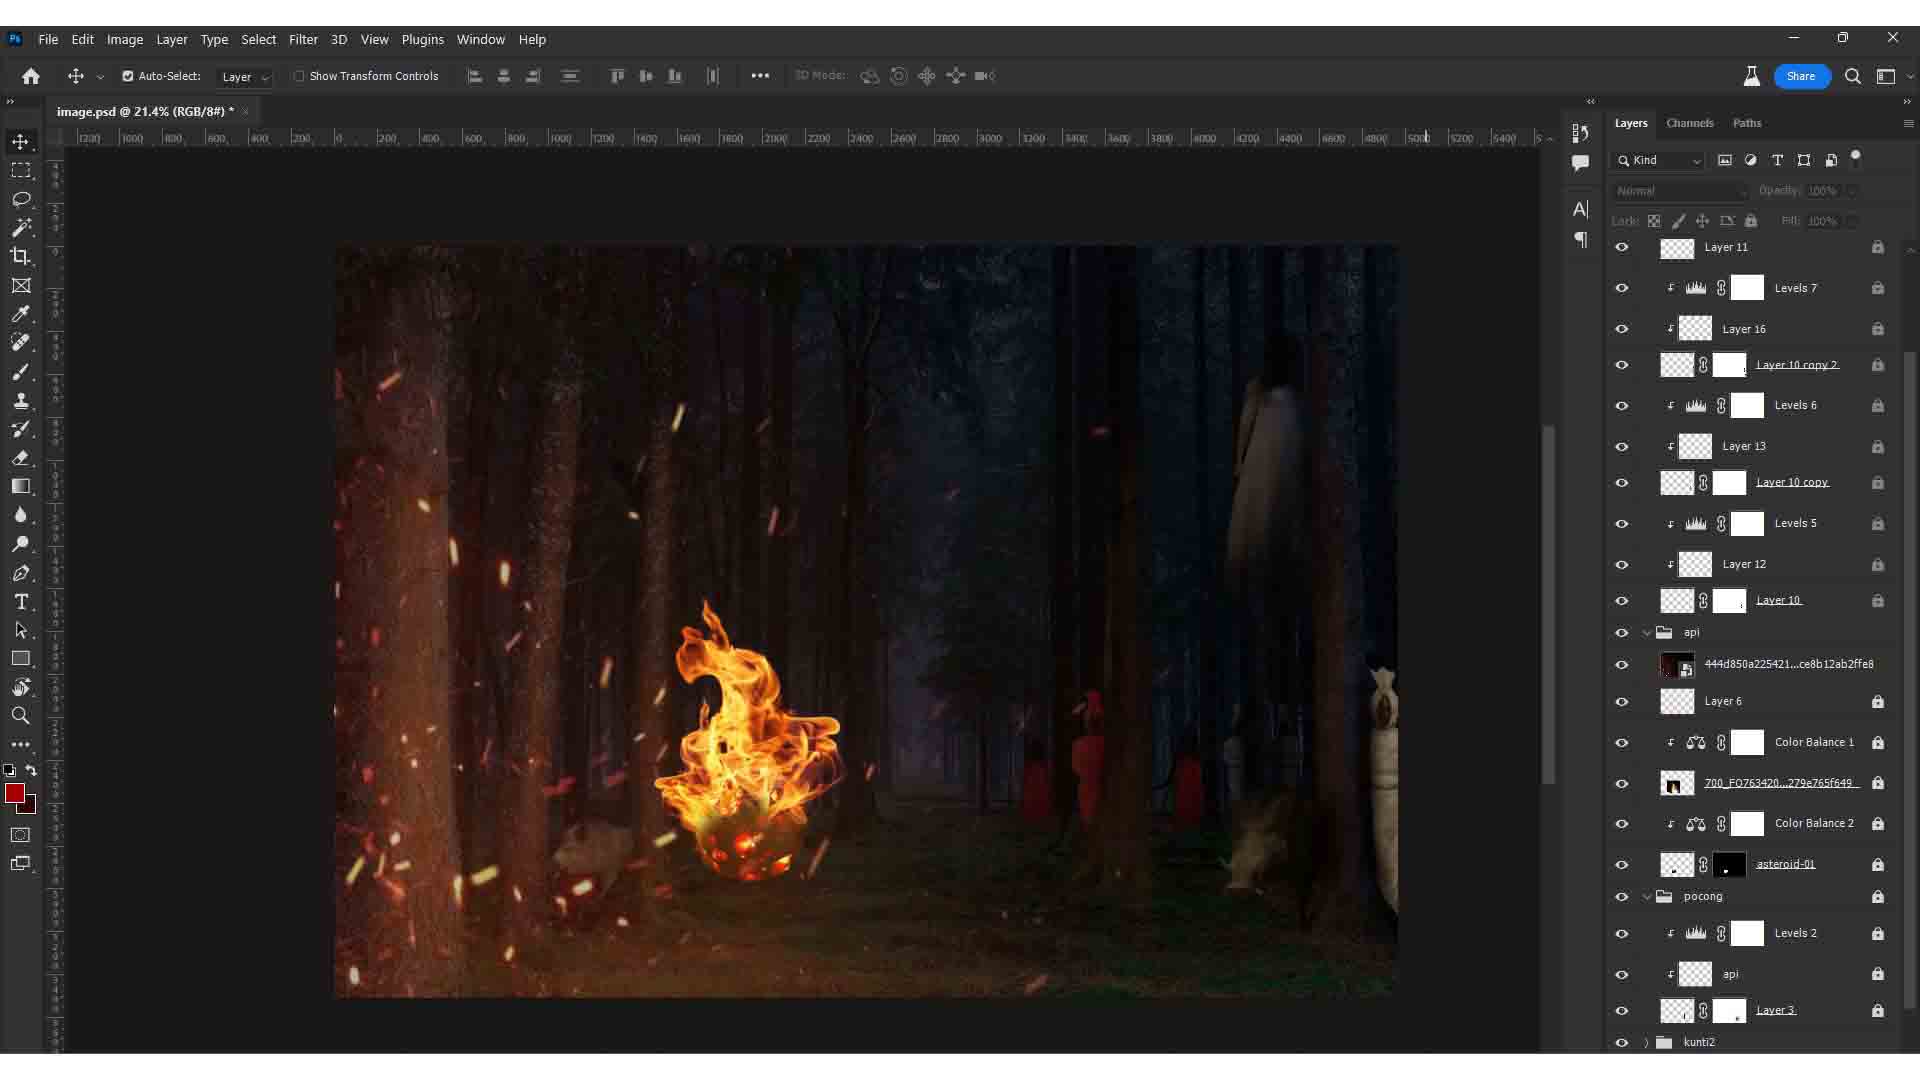 Ps File Edit Image Layer Type Select Filter 3D View Plugins Window Help
Auto-Select: Layer Show Transform Controls 3D Mode: Share
image.psd @ 21.4% (RGB/8#) * ×
1200 1000 800 600 400 200 0 200 400 600 800 1000 1200 1400 1600 1800 2000 2200 2400 2600 2800 3000 3200 3400 3600 3800 4000 4200 4400 4600 4800 5000 5200 5400
Layers Channels Paths
Kind
Normal Opacity: 100%
Lock: Fill: 100%
Layer 11
Levels 7
Layer 16
Layer 10 copy 2
Levels 6
Layer 13
Layer 10 copy
Levels 5
Layer 12
Layer 10
api
444d850a225421...ce8b12ab2ffe8
Layer 6
Color Balance 1
700_FO763420...279e765f649
Color Balance 2
asteroid-01
pocong
Levels 2
api
Layer 3
kunti2